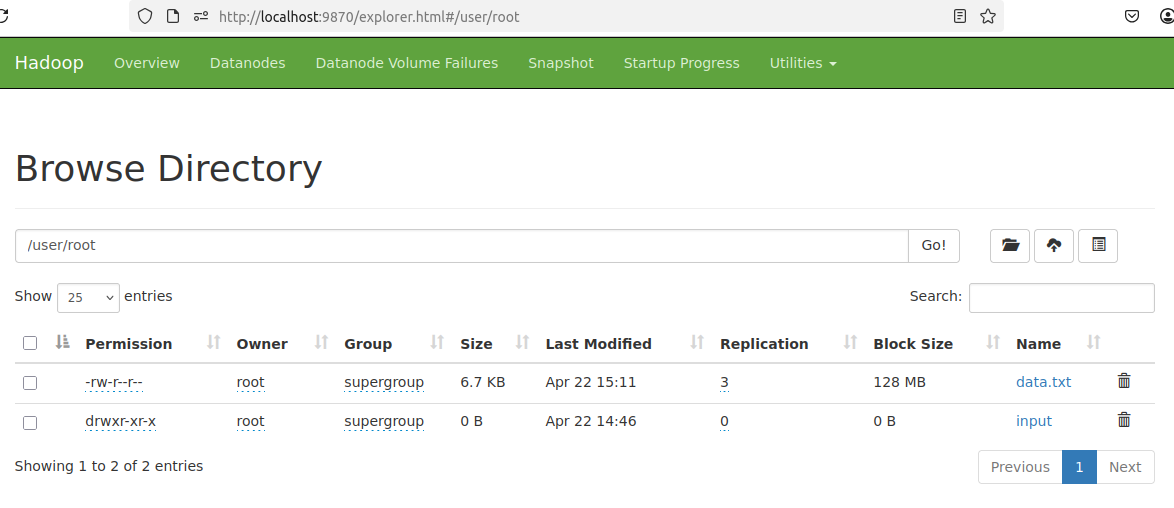 http://localhost:9870/explorer.html#/user/root
Hadoop Overview Datanodes Datanode Volume Failures Snapshot Startup Progress Utilities
Browse Directory
/user/root Go!
Show 25 entries Search:
Permission Owner Group Size Last Modified Replication Block Size Name
-rw-r--r-- root supergroup 6.7 KB Apr 22 15:11 3 128 MB data.txt
drwxr-xr-x root supergroup 0 B Apr 22 14:46 0 0 B input
Showing 1 to 2 of 2 entries Previous 1 Next